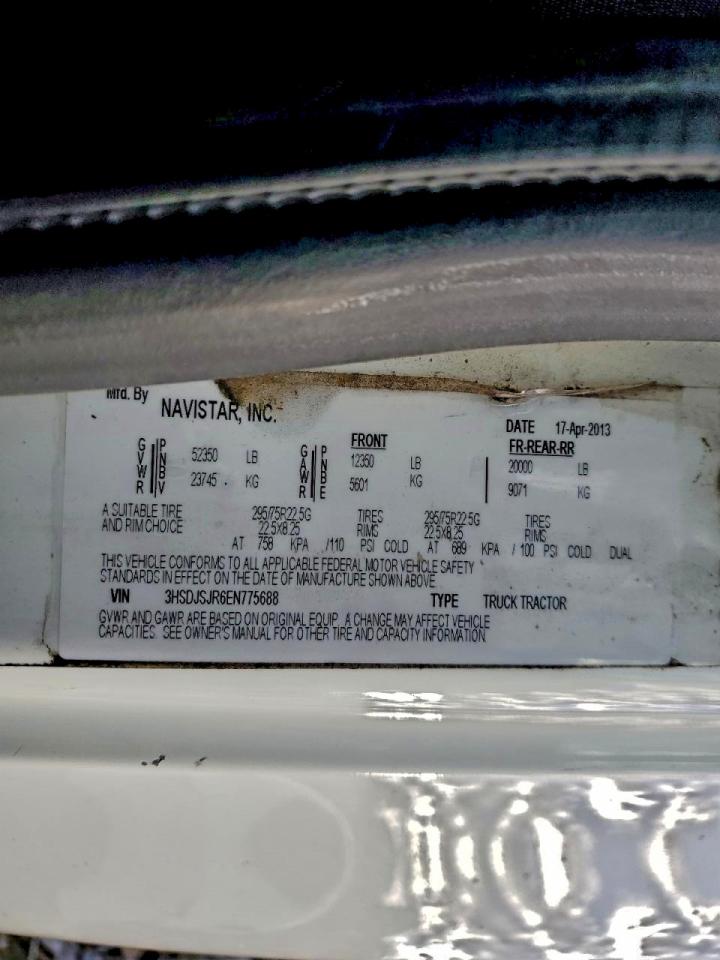 Mfd. By
NAVISTAR, INC.
DATE 17-Apr-2013
GVWR PNBV 52350 LB GAWR PNBE FRONT 12350 LB FR-REAR-RR 20000 LB
23745 KG 5601 KG 9071 KG
A SUITABLE TIRE 295/75R22.5G TIRES 295/75R22.5G TIRES
AND RIM CHOICE 22.5X8.25 RIMS 22.5X8.25 RIMS
AT 758 KPA /110 PSI COLD AT 689 KPA / 100 PSI COLD DUAL
THIS VEHICLE CONFORMS TO ALL APPLICABLE FEDERAL MOTOR VEHICLE SAFETY
STANDARDS IN EFFECT ON THE DATE OF MANUFACTURE SHOWN ABOVE
VIN 3HSDJSJR6EN775688 TYPE TRUCK TRACTOR
GVWR AND GAWR ARE BASED ON ORIGINAL EQUIP. A CHANGE MAY AFFECT VEHICLE
CAPACITIES. SEE OWNER'S MANUAL FOR OTHER TIRE AND CAPACITY INFORMATION